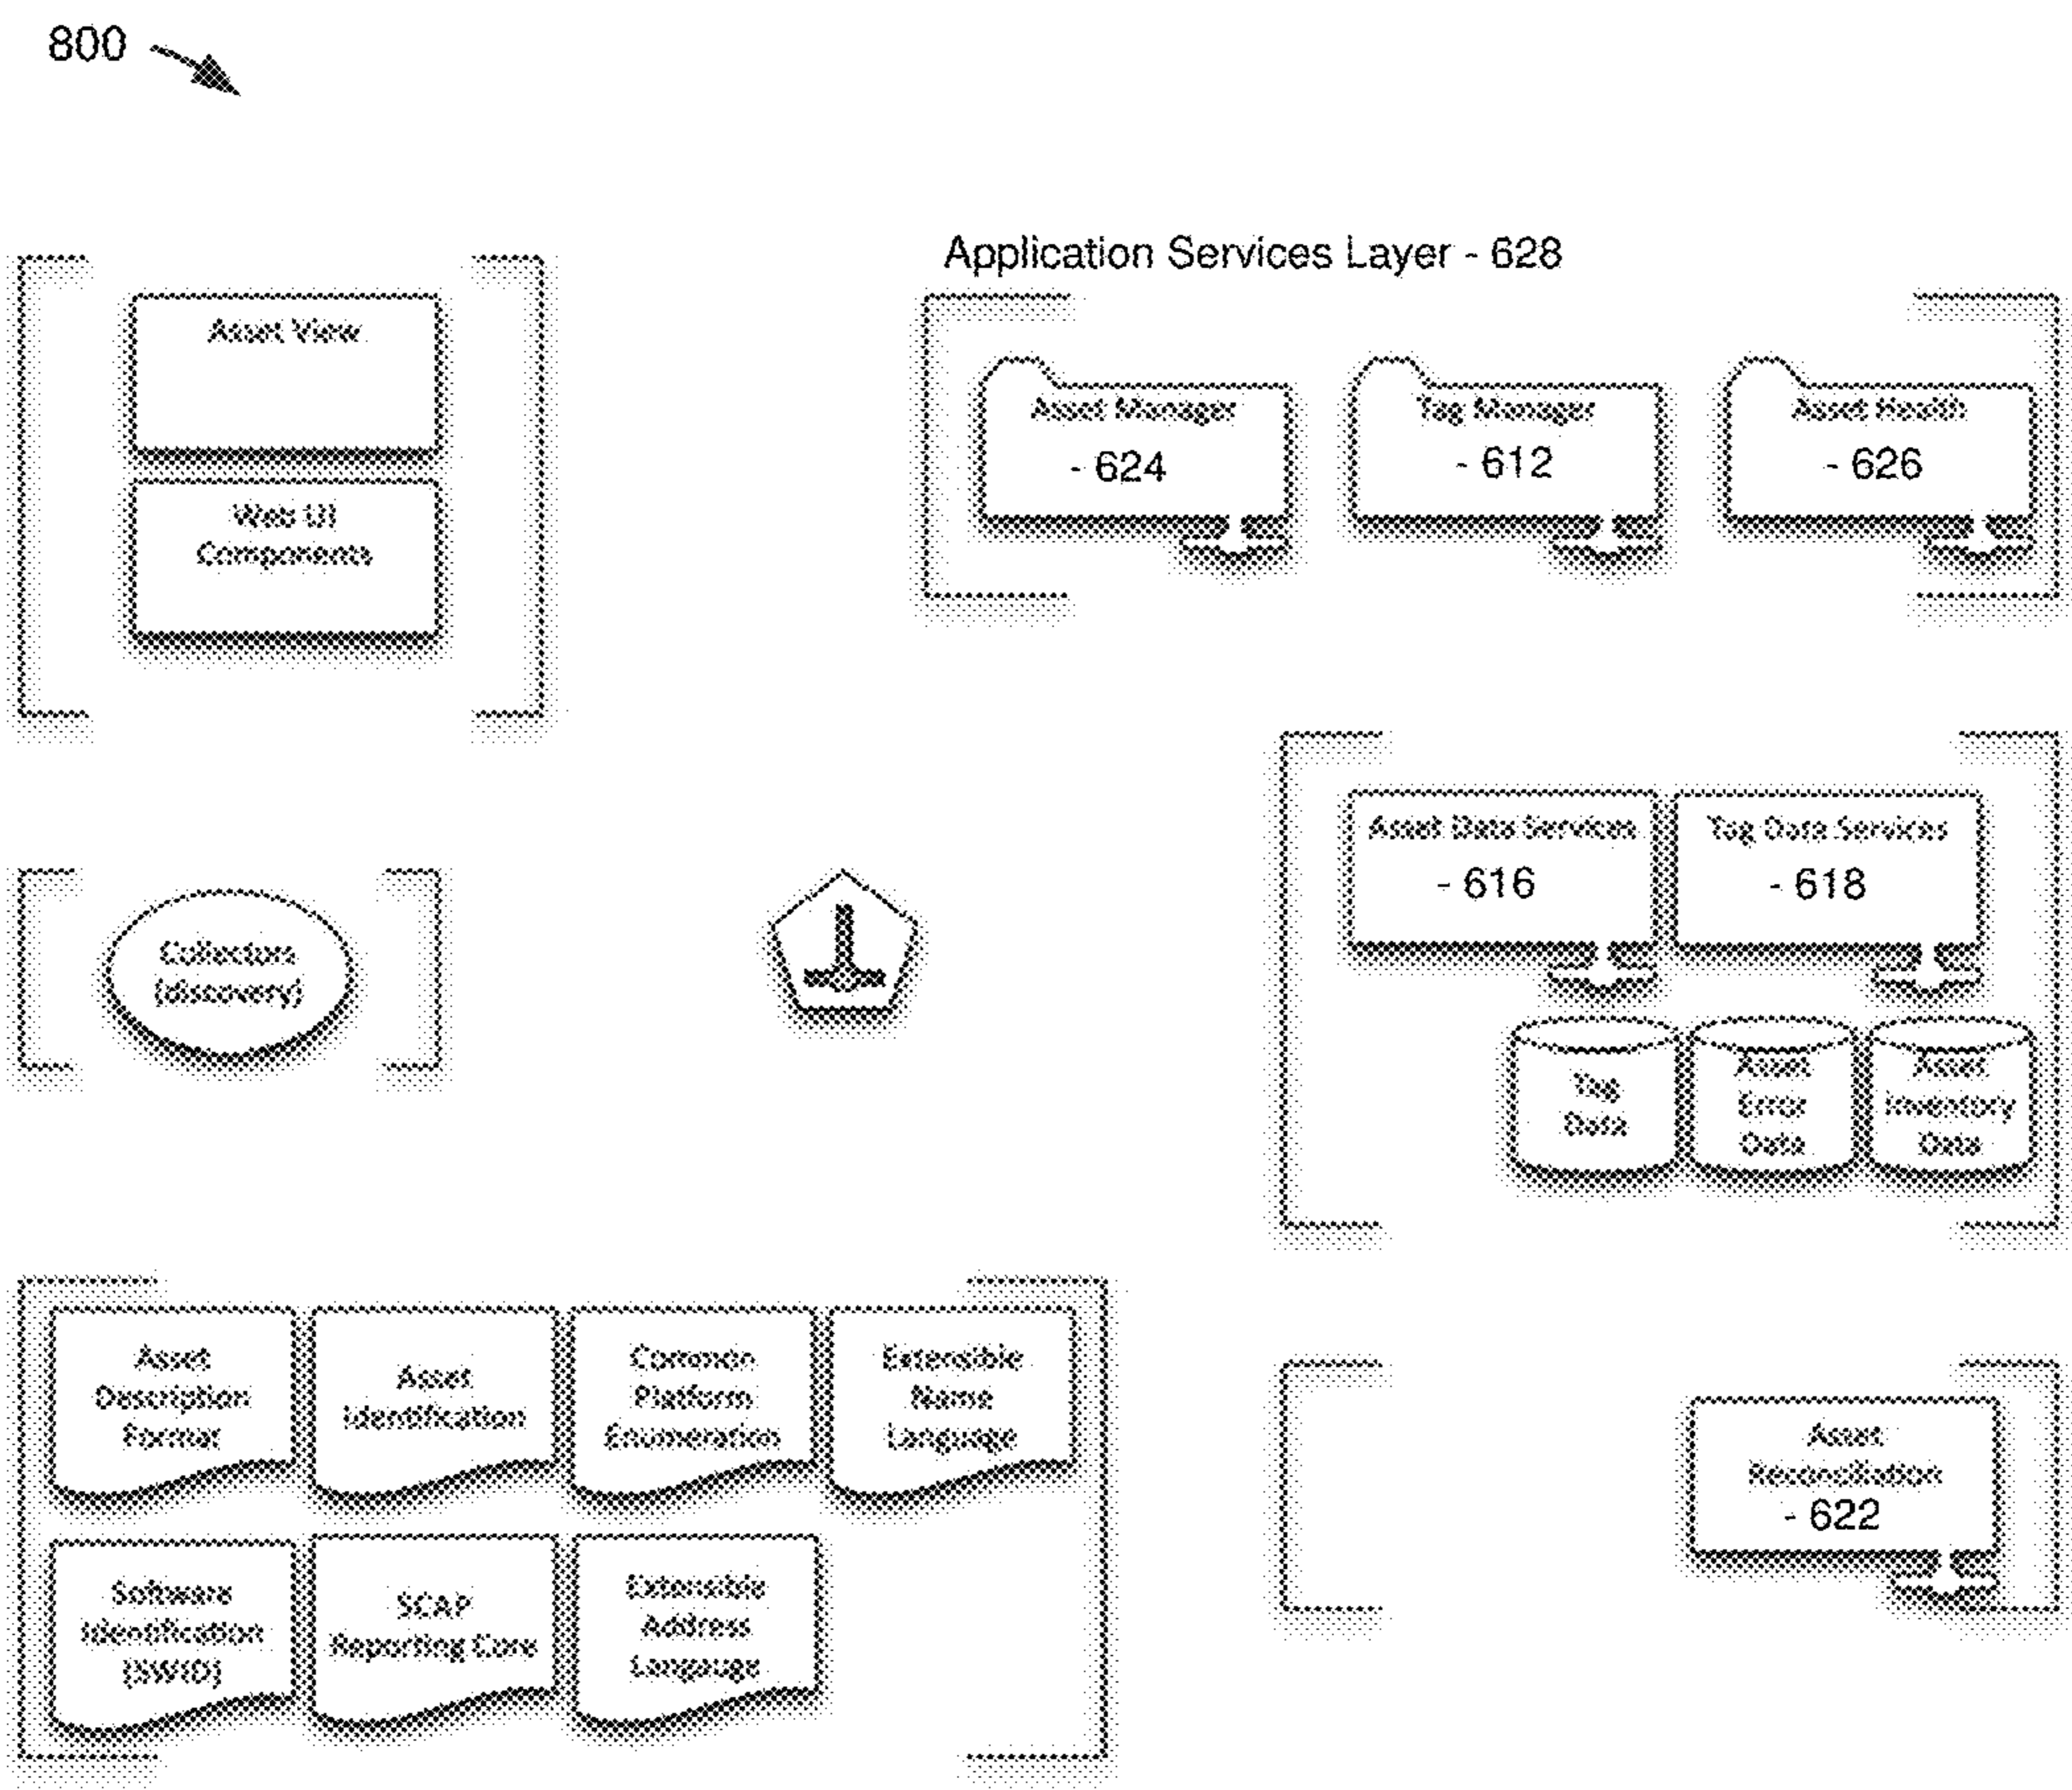 800
Asset View
Web UI
Components
Application Services Layer - 628
Asset Manager
- 624
Tag Manager
- 612
Asset Health
- 626
Collectors
(discovery)
Asset Data Services
- 616
Tag Data Services
- 618
Tag
Data
Asset
Error
Data
Asset
Inventory
Data
Asset
Description
Format
Asset
Identification
Common
Platform
Enumeration
Extensible
Name
Language
Software
Identification
(SWID)
SCAP
Reporting Core
Extensible
Address
Language
Asset
Reconciliation
- 622